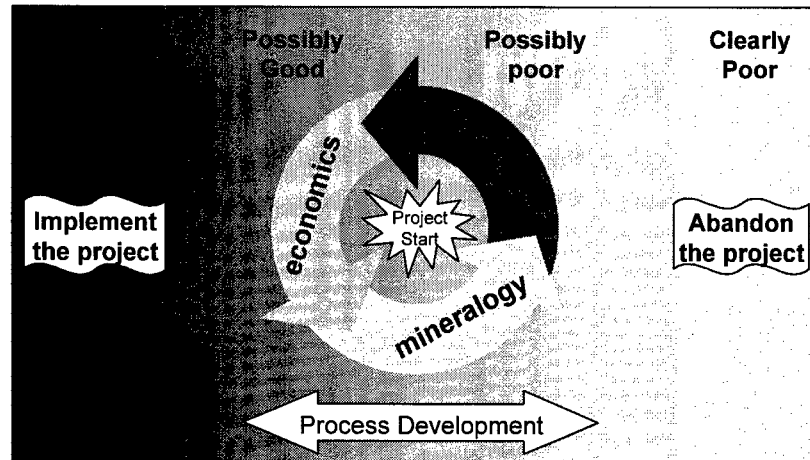 Possibly
Good
Possibly
poor
Clearly
Poor
Implement
the project
economics
Project
Start
mineralogy
Abandon
the project
Process Development